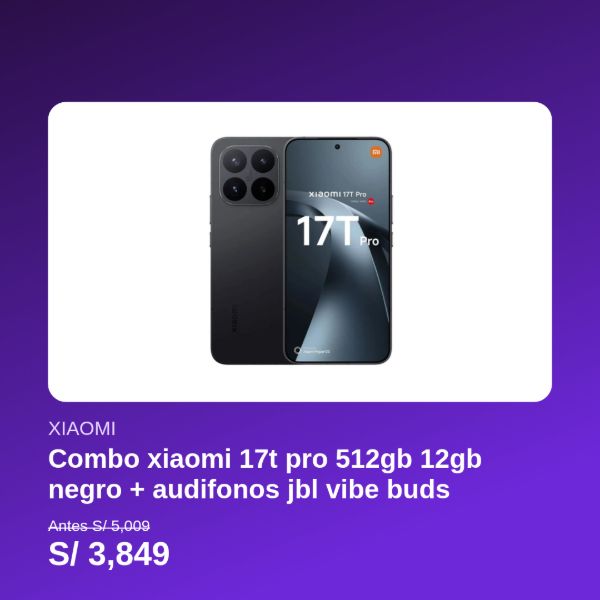 xiaomi 17T Pro
17T Pro
XIAOMI
Combo xiaomi 17t pro 512gb 12gb
negro + audifonos jbl vibe buds
Antes S/ 5,009
S/ 3,849